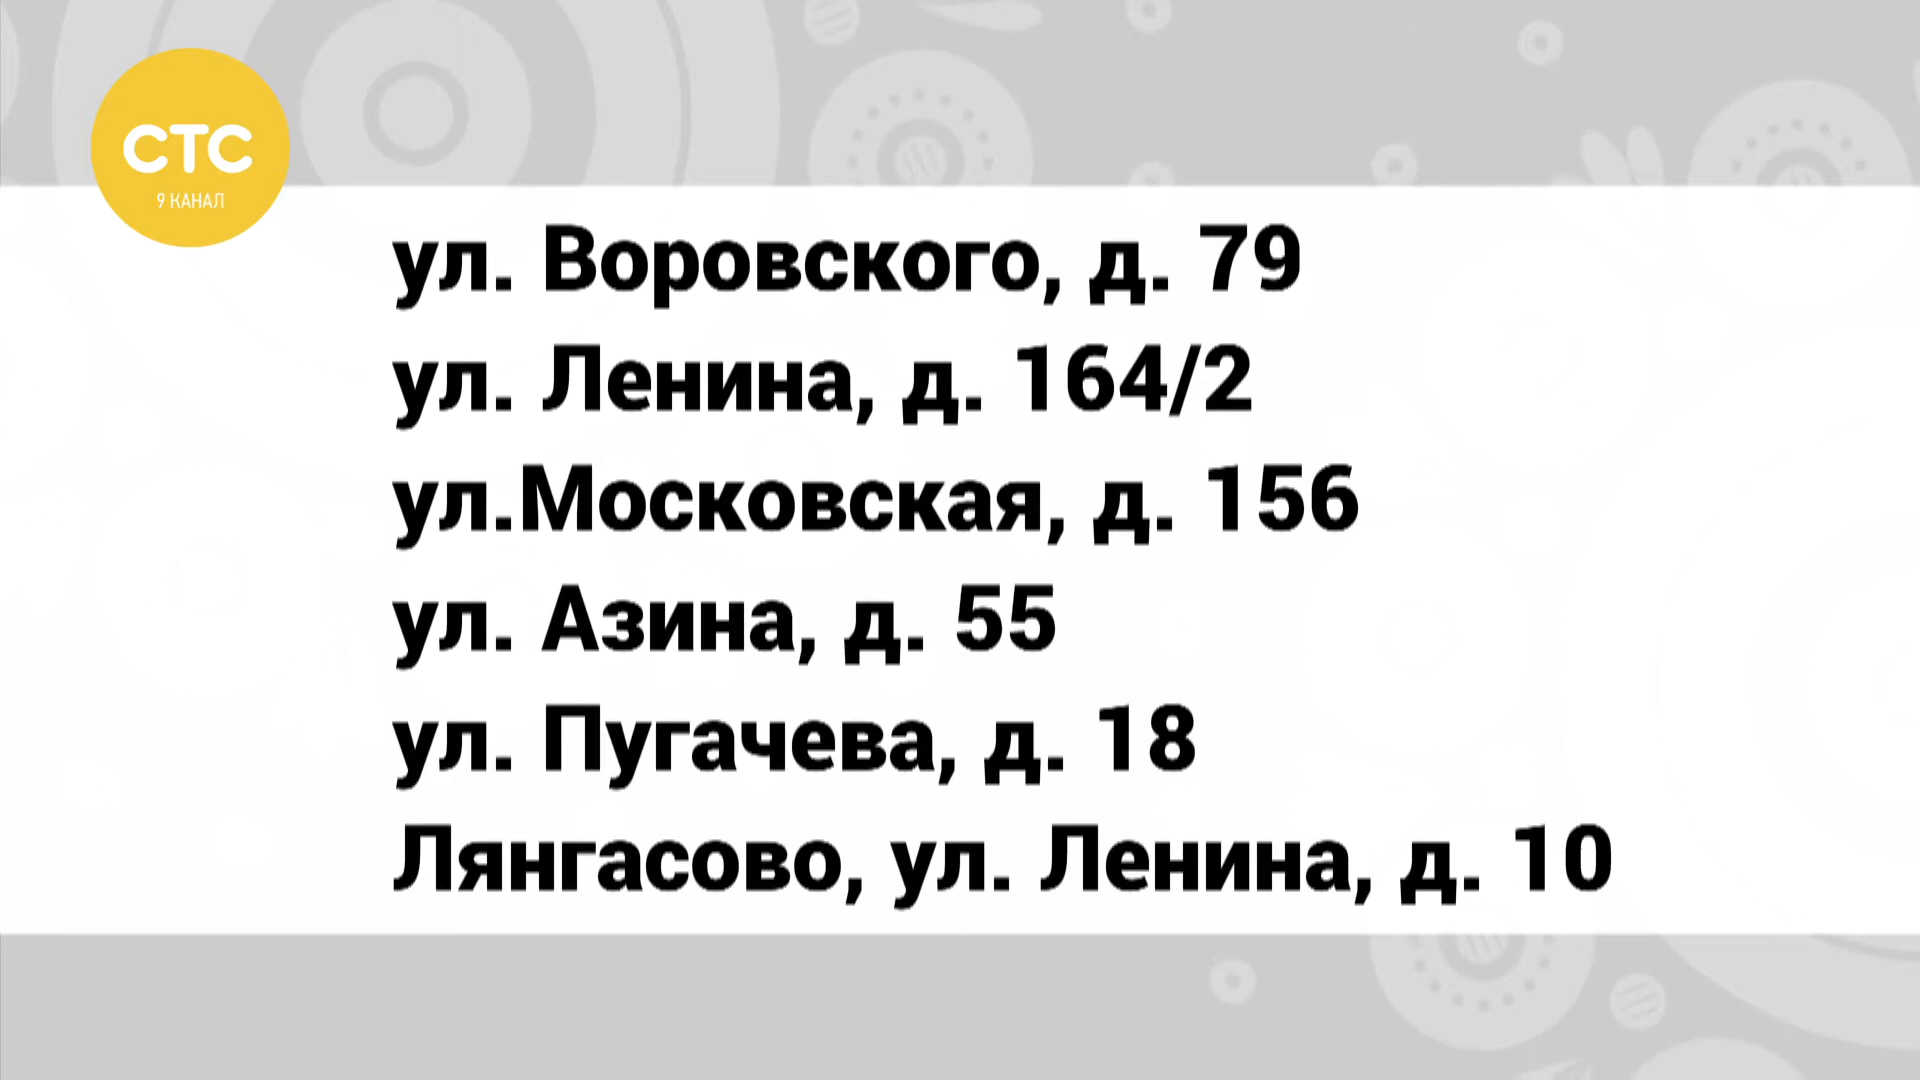 СТС
9 КАНАЛ
ул. Воровского, д. 79
ул. Ленина, д. 164/2
ул.Московская, д. 156
ул. Азина, д. 55
ул. Пугачева, д. 18
Лянгасово, ул. Ленина, д. 10